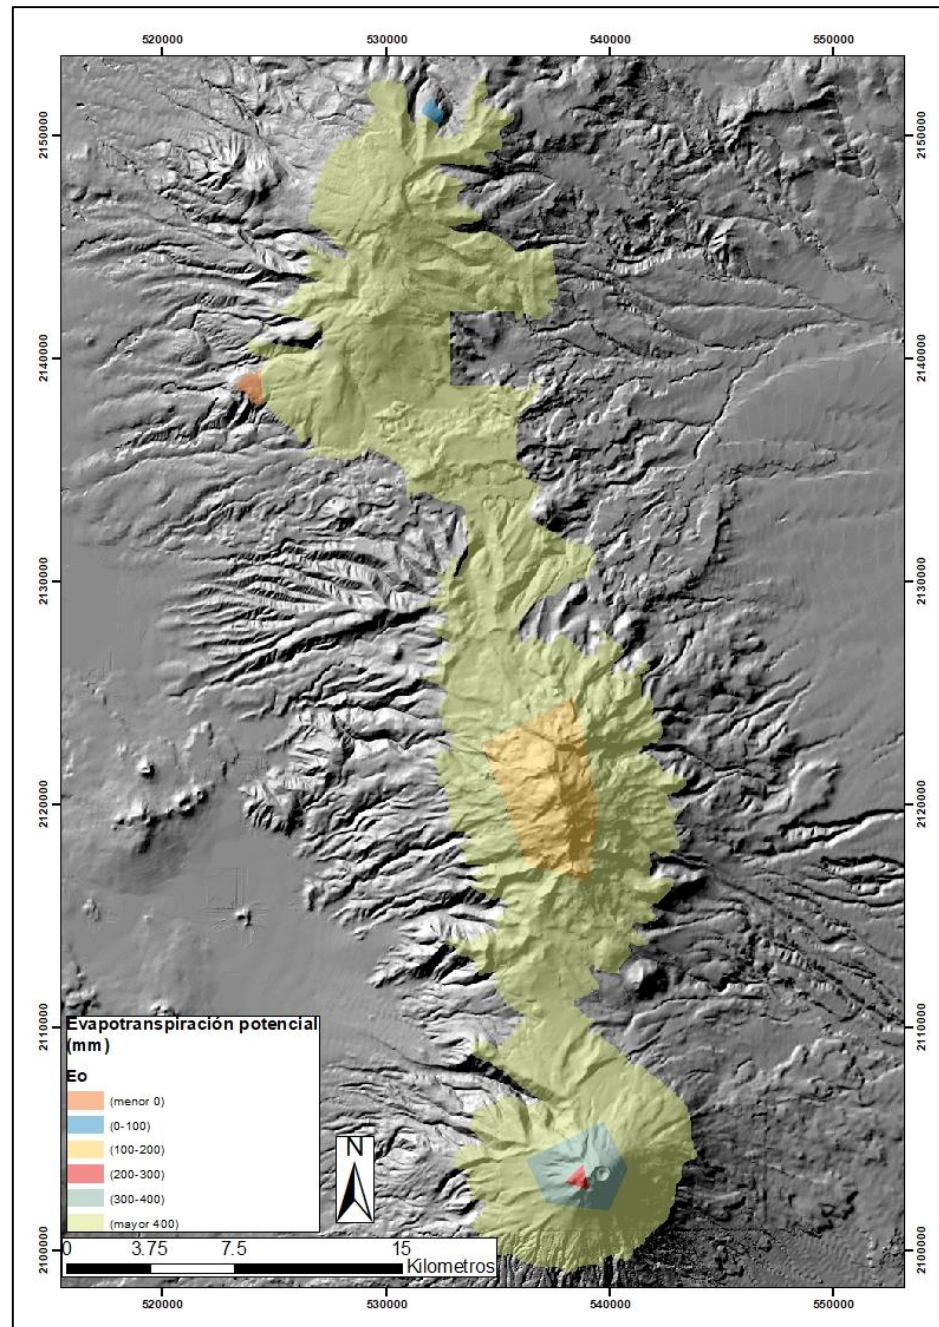 520000 530000 540000 550000
2150000 2150000
2140000 2140000
2130000 2130000
2120000 2120000
2110000 2110000
2100000 2100000
Evapotranspiración potencial
(mm)
Eo
(menor 0)
(0-100)
(100-200)
(200-300)
(300-400)
(mayor 400)
N
0 3.75 7.5 15
Kilometros
520000 530000 540000 550000